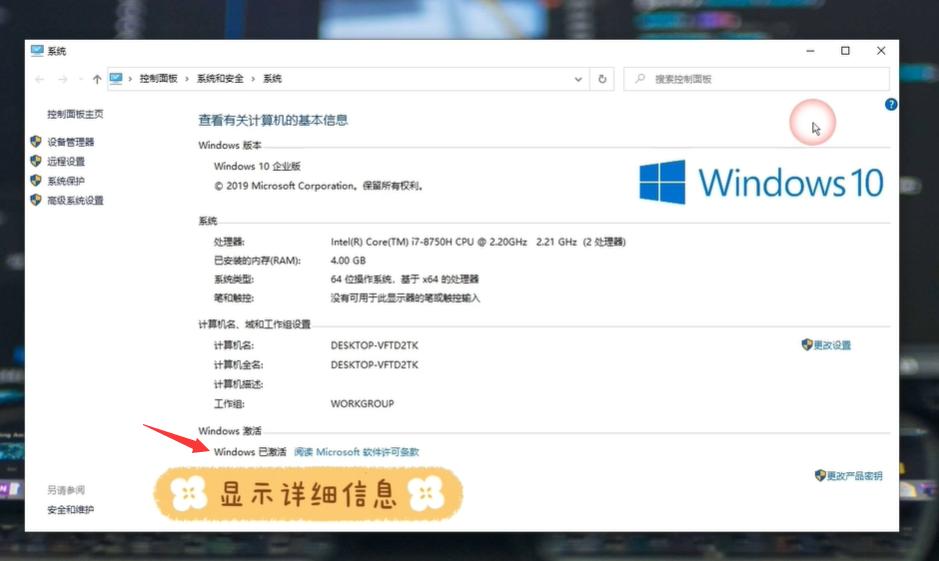 系统
控制面板 › 系统和安全 › 系统
搜索控制面板
控制面板主页
设备管理器
远程设置
系统保护
高级系统设置
查看有关计算机的基本信息
Windows 版本
Windows 10 企业版
© 2019 Microsoft Corporation。保留所有权利。
Windows 10
系统
处理器: Intel(R) Core(TM) i7-8750H CPU @ 2.20GHz 2.21 GHz (2 处理器)
已安装的内存(RAM): 4.00 GB
系统类型: 64 位操作系统，基于 x64 的处理器
笔和触控: 没有可用于此显示器的笔或触控输入
计算机名、域和工作组设置
计算机名: DESKTOP-VFTD2TK
更改设置
计算机全名: DESKTOP-VFTD2TK
计算机描述:
工作组: WORKGROUP
Windows 激活
Windows 已激活 阅读 Microsoft 软件许可条款
更改产品密钥
另请参阅
安全和维护
显示详细信息